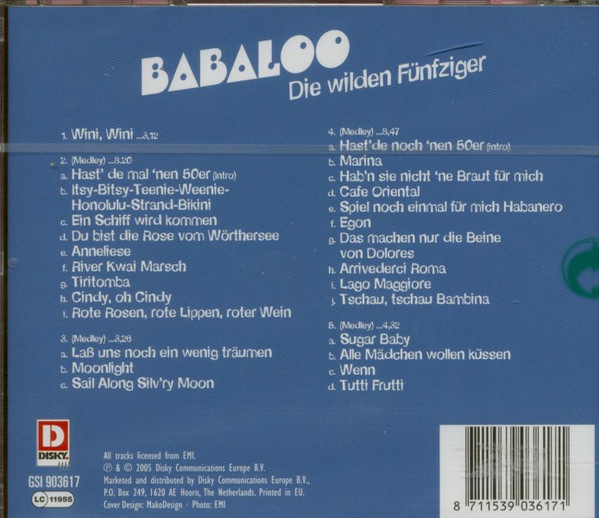 BABALOO
Die wilden Fünfziger
1. Wini, Wini ...3,12
2. (Medley) ...8.20
a. Hast' de mal 'nen 50er (intro)
b. Itsy-Bitsy-Teenie-Weenie-
Honolulu-Strand-Bikini
c. Ein Schiff wird kommen
d. Du bist die Rose vom Wörthersee
e. Anneliese
f. River Kwai Marsch
g. Tiritomba
h. Cindy, oh Cindy
i. Rote Rosen, rote Lippen, roter Wein
3. (Medley) ...3,26
a. Laß uns noch ein wenig träumen
b. Moonlight
c. Sail Along Silv'ry Moon
4. (Medley) ...8,47
a. Hast'de noch 'nen 50er (intro)
b. Marina
c. Hab'n sie nicht 'ne Braut für mich
d. Cafe Oriental
e. Spiel noch einmal für mich Habanero
f. Egon
g. Das machen nur die Beine
von Dolores
h. Arrivederci Roma
i. Lago Maggiore
j. Tschau, tschau Bambina
5. (Medley) ...4,32
a. Sugar Baby
b. Alle Mädchen wollen küssen
c. Wenn
d. Tutti Frutti
D
DISKY
GSI 903617
LC 11955
All tracks licensed from EMI.
℗ & © 2005 Disky Communications Europe B.V.
Marketed and distributed by Disky Communications Europe B.V.,
P.O. Box 249, 1620 AE Hoorn, The Netherlands. Printed in EU.
Cover Design: MakoDesign - Photo: EMI
8 711539 036171